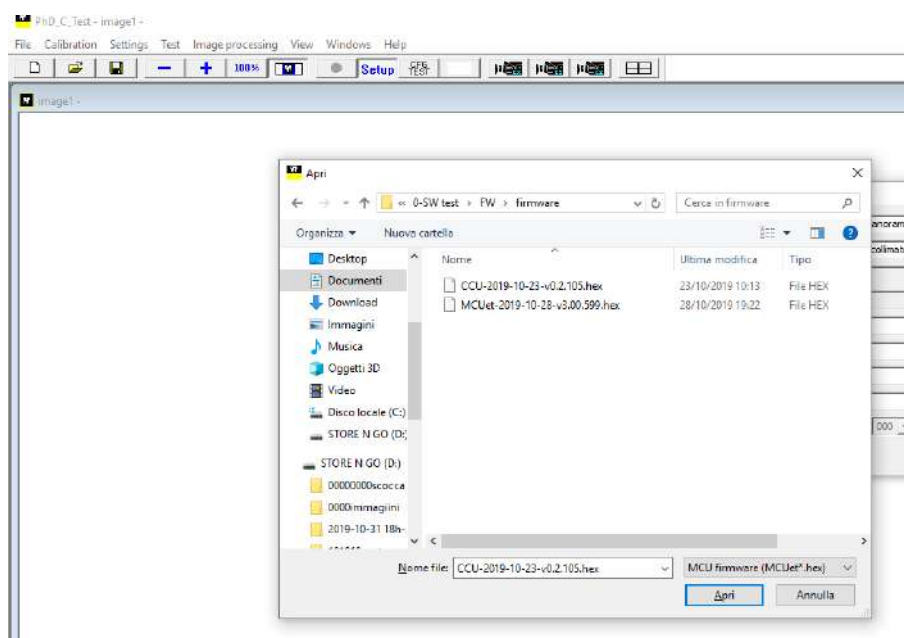 PhD_C_Test - image1 -
File Calibration Settings Test Image processing View Windows Help
100% Setup TEST
image1 -
Apri
« 0-SW test › FW › firmware
Cerca in firmware
Organizza Nuova cartella
Nome Ultima modifica Tipo
Desktop
Documenti
Download
Immagini
Musica
Oggetti 3D
Video
Disco locale (C:)
STORE N GO (D:)
STORE N GO (D:)
00000000scocca
0000immagiini
2019-10-31 18h-
CCU-2019-10-23-v0.2.105.hex 23/10/2019 10:13 File HEX
MCUet-2019-10-28-v3.00.599.hex 28/10/2019 19:22 File HEX
anoram
collimat
000
Nome file: CCU-2019-10-23-v0.2.105.hex MCU firmware (MCUet*.hex)
Apri Annulla